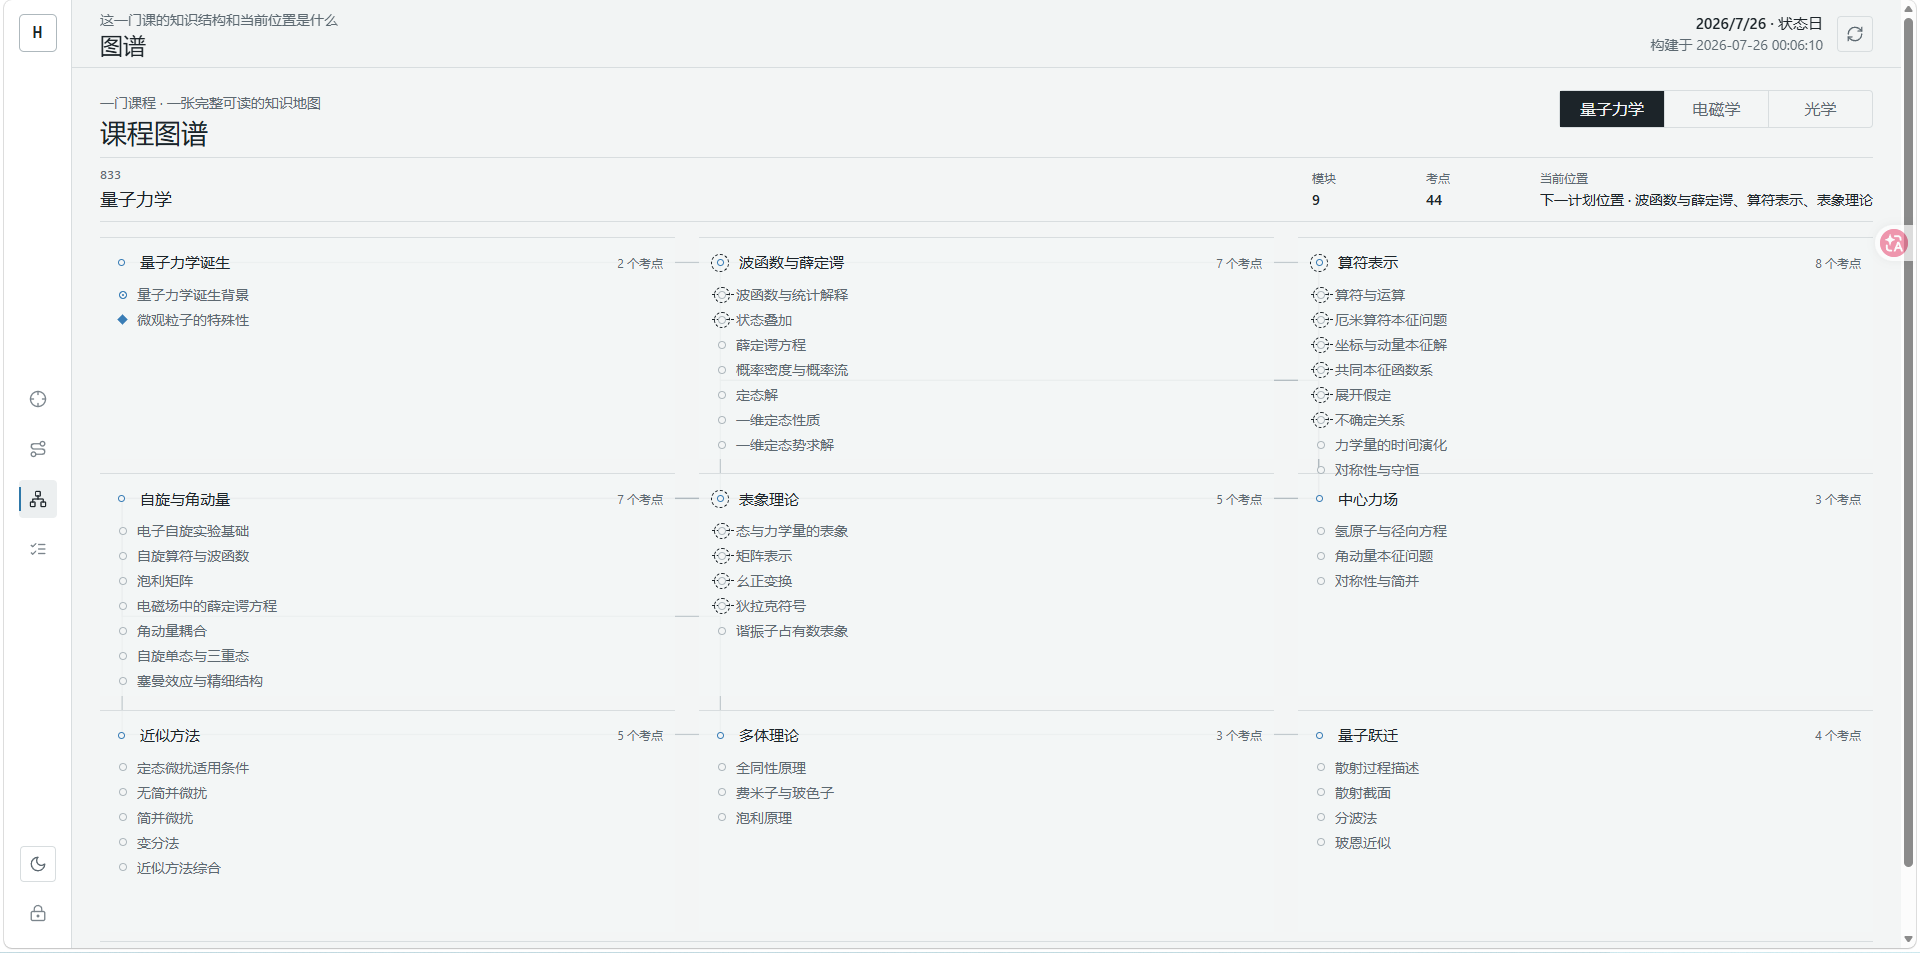 H
这一门课的知识结构和当前位置是什么
图谱
2026/7/26 · 状态日
构建于 2026-07-26 00:06:10
一门课程 · 一张完整可读的知识地图
课程图谱
量子力学
电磁学
光学
833
量子力学
模块
9
考点
44
当前位置
下一计划位置 · 波函数与薛定谔、算符表示、表象理论
量子力学诞生
2 个考点
量子力学诞生背景
微观粒子的特殊性
波函数与薛定谔
7 个考点
波函数与统计解释
状态叠加
薛定谔方程
概率密度与概率流
定态解
一维定态性质
一维定态势求解
算符表示
8 个考点
算符与运算
厄米算符本征问题
坐标与动量本征解
共同本征函数系
展开假定
不确定关系
力学量的时间演化
对称性与守恒
自旋与角动量
7 个考点
电子自旋实验基础
自旋算符与波函数
泡利矩阵
电磁场中的薛定谔方程
角动量耦合
自旋单态与三重态
塞曼效应与精细结构
表象理论
5 个考点
态与力学量的表象
矩阵表示
幺正变换
狄拉克符号
谐振子占有数表象
中心力场
3 个考点
氢原子与径向方程
角动量本征问题
对称性与简并
近似方法
5 个考点
定态微扰适用条件
无简并微扰
简并微扰
变分法
近似方法综合
多体理论
3 个考点
全同性原理
费米子与玻色子
泡利原理
量子跃迁
4 个考点
散射过程描述
散射截面
分波法
玻恩近似